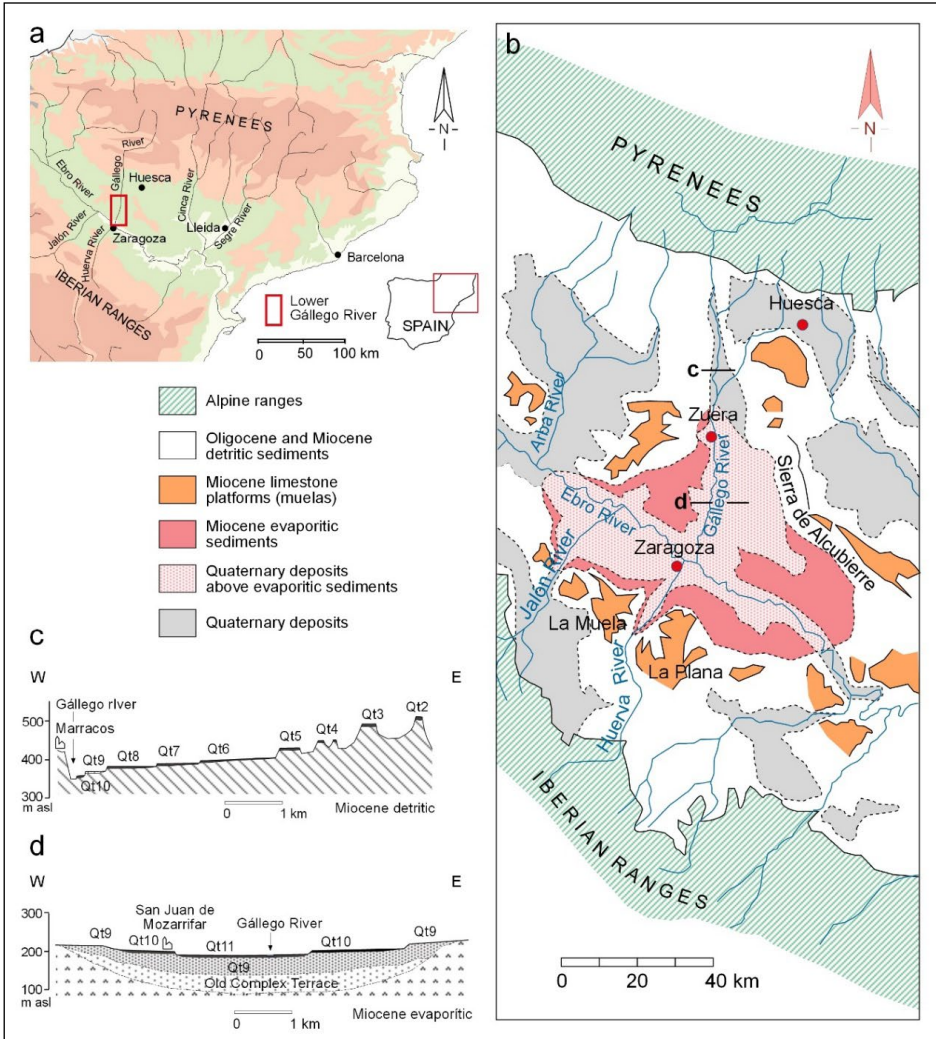 a
PYRENEES
N
Ebro River
Gállego
River
Huesca
Cinca River
Lleida
Segre River
Jalón River
Huerva River
Zaragoza
Barcelona
IBERIAN RANGES
Lower
Gállego River
SPAIN
0 50 100 km
Alpine ranges
Oligocene and Miocene
detritic sediments
Miocene limestone
platforms (muelas)
Miocene evaporitic
sediments
Quaternary deposits
above evaporitic sediments
Quaternary deposits
b
N
PYRENEES
Huesca
c
Arba River
Zuera
Gállego River
Sierra de Alcubierre
d
Ebro River
Zaragoza
Jalón River
La Muela
La Plana
Huerva River
IBERIAN RANGES
0 20 40 km
c
W E
Gállego rIver
Marracos
500
400
300
m asl
Qt10
Qt9
Qt8
Qt7
Qt6
Qt5
Qt4
Qt3
Qt2
0 1 km
Miocene detritic
d
W E
300
200
100
m asl
San Juan de
Mozarrifar
Gállego River
Qt9
Qt10
Qt11
Qt10
Qt9
Qt9
Old Complex Terrace
0 1 km
Miocene evaporític